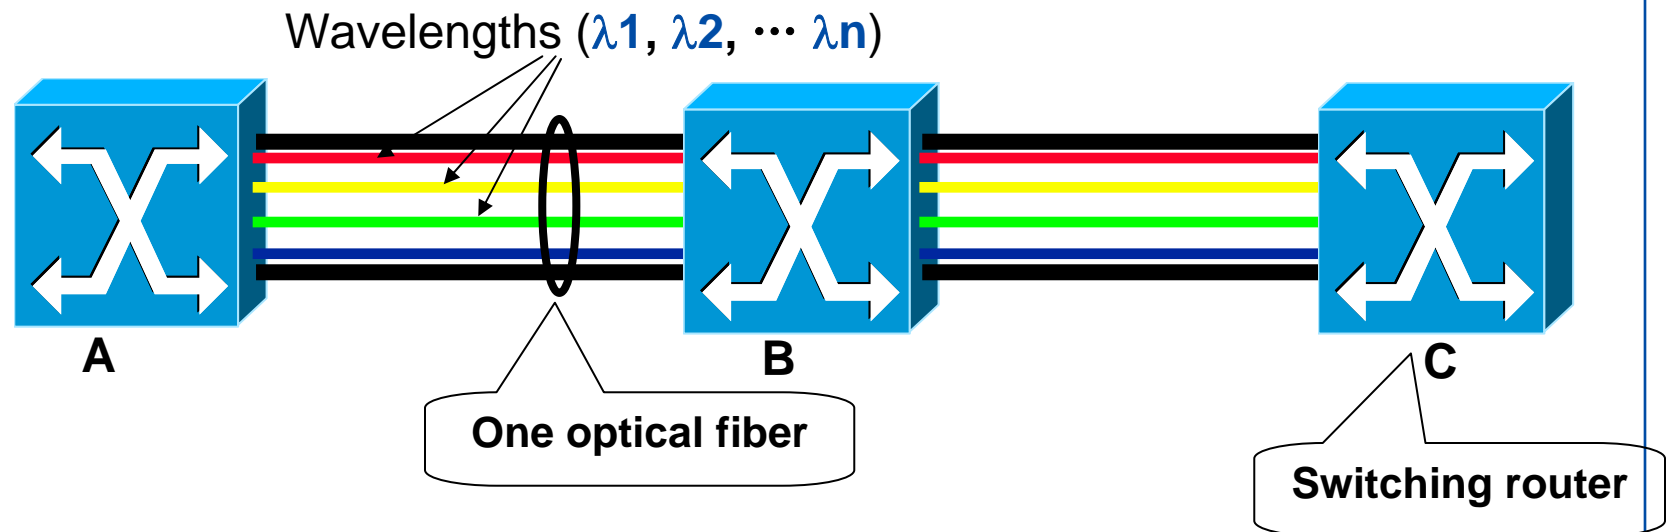 Wavelengths (λ1, λ2, ··· λn)
A
B
C
One optical fiber
Switching router